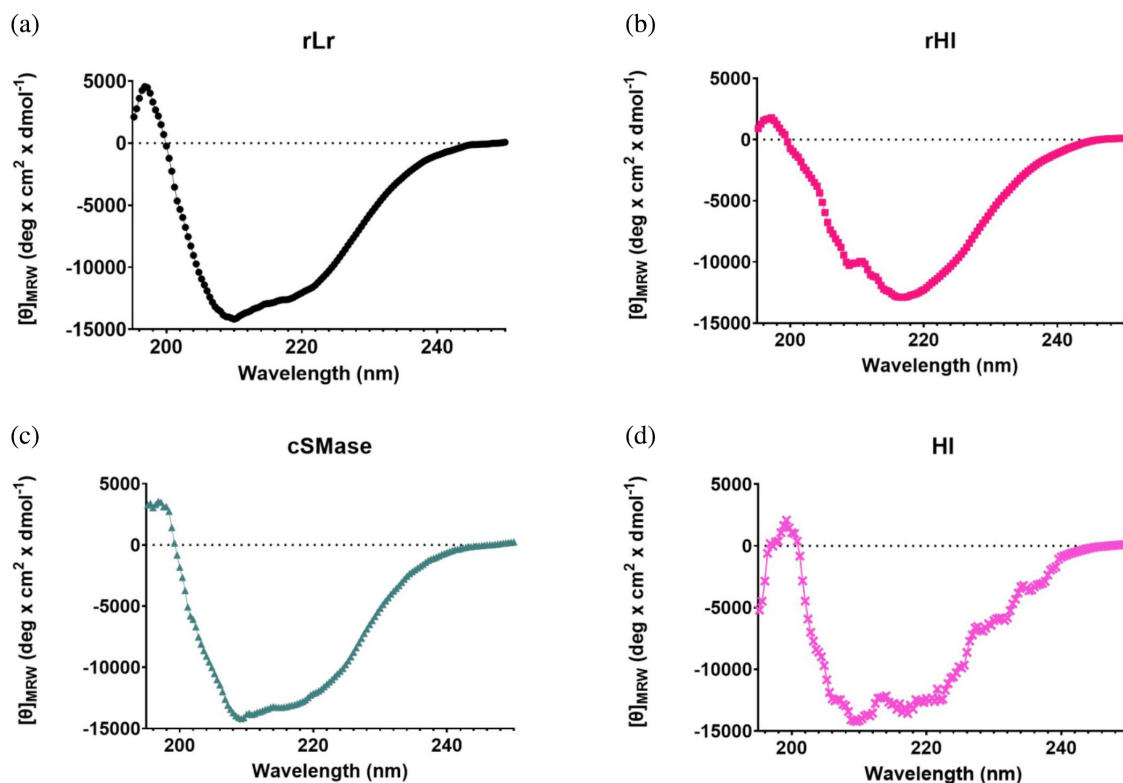 (a)
rLr
5000
0
-5000
-10000
-15000
[θ]MRW (deg x cm² x dmol⁻¹)
200 220 240
Wavelength (nm)
(b)
rHI
5000
0
-5000
-10000
-15000
[θ]MRW (deg x cm² x dmol⁻¹)
200 220 240
Wavelength (nm)
(c)
cSMase
5000
0
-5000
-10000
-15000
[θ]MRW (deg x cm² x dmol⁻¹)
200 220 240
Wavelength (nm)
(d)
HI
5000
0
-5000
-10000
-15000
[θ]MRW (deg x cm² x dmol⁻¹)
200 220 240
Wavelength (nm)